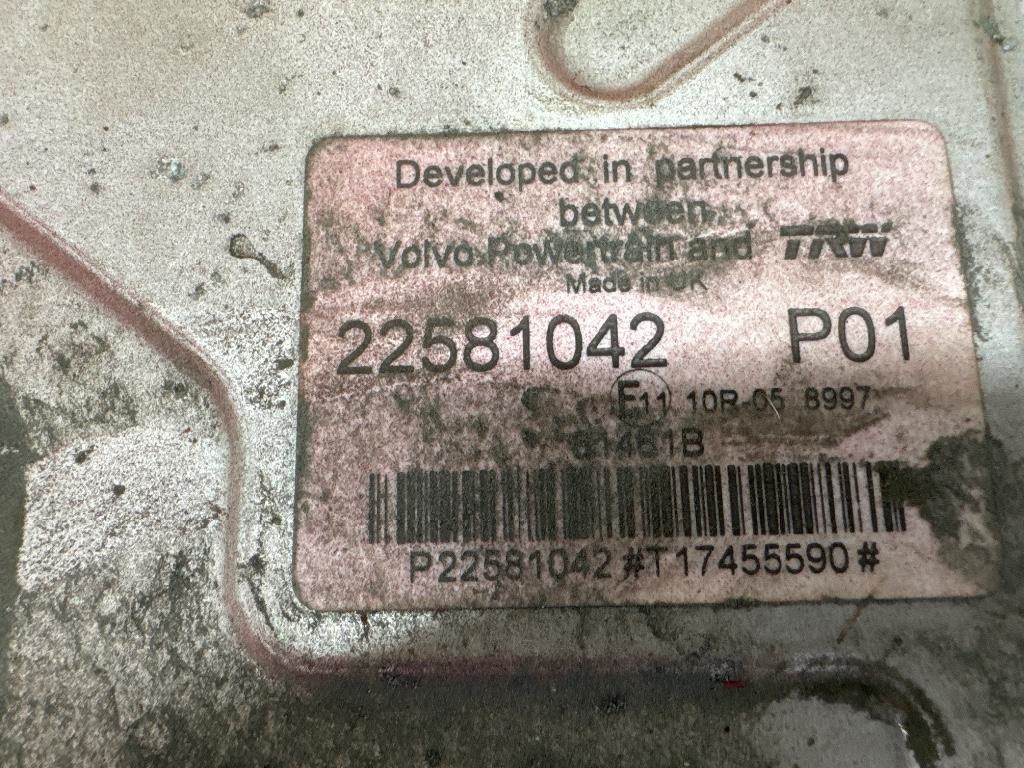 Developed in partnership
between
Volvo Powertrain and TRW
Made in UK
22581042 P01
E11 10R-05 8997
61461B
P22581042#T17455590#